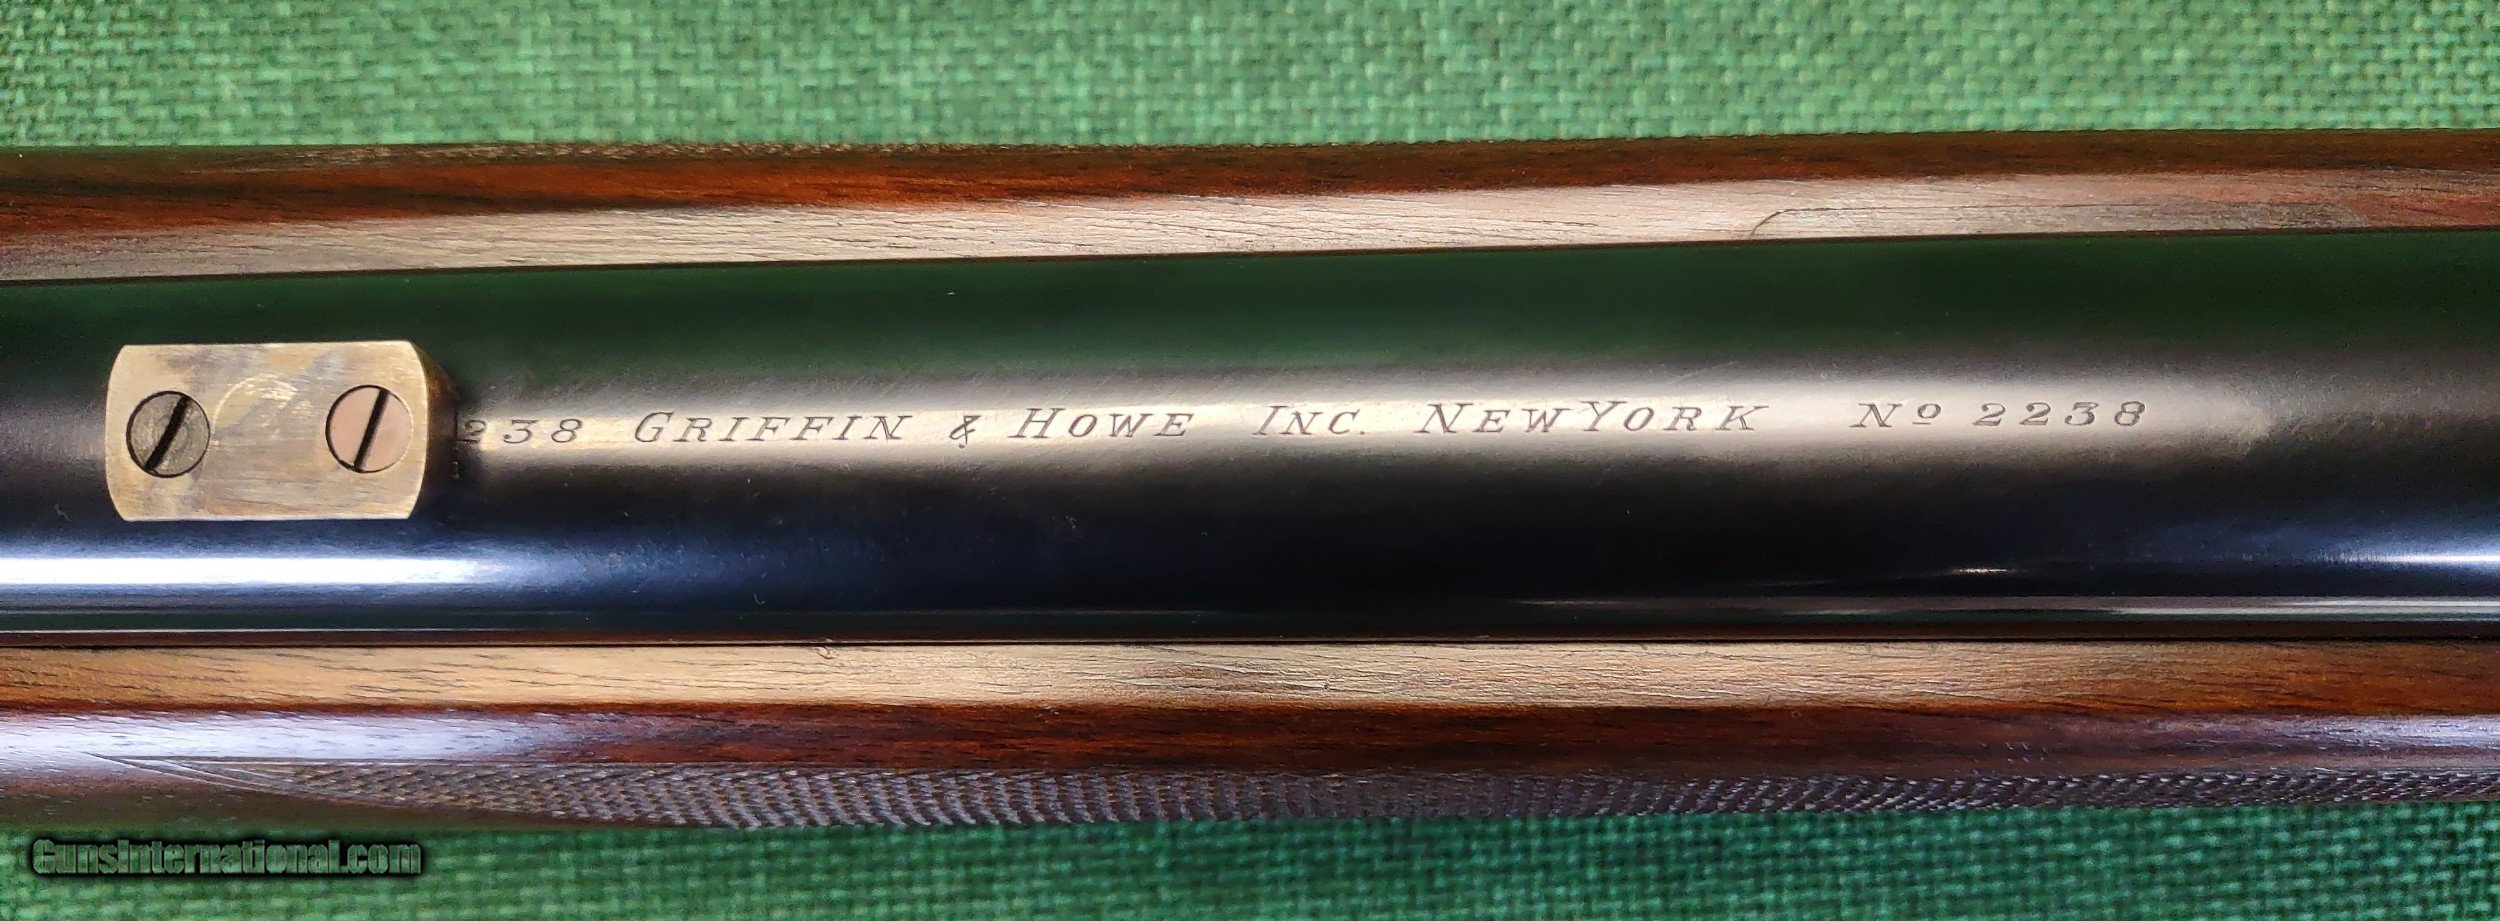 238 GRIFFIN & HOWE INC. NEW YORK Nº 2238
GunsInternational.com